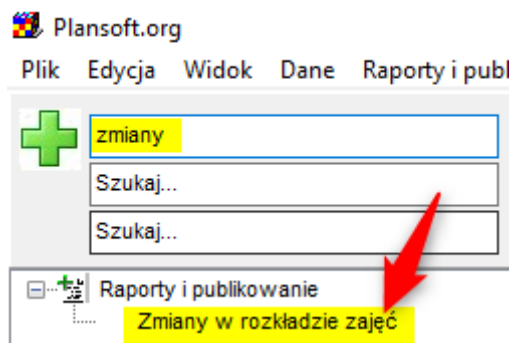 Plansoft.org
Plik Edycja Widok Dane Raporty i publ
zmiany
Szukaj...
Szukaj...
Raporty i publikowanie
Zmiany w rozkładzie zajęć